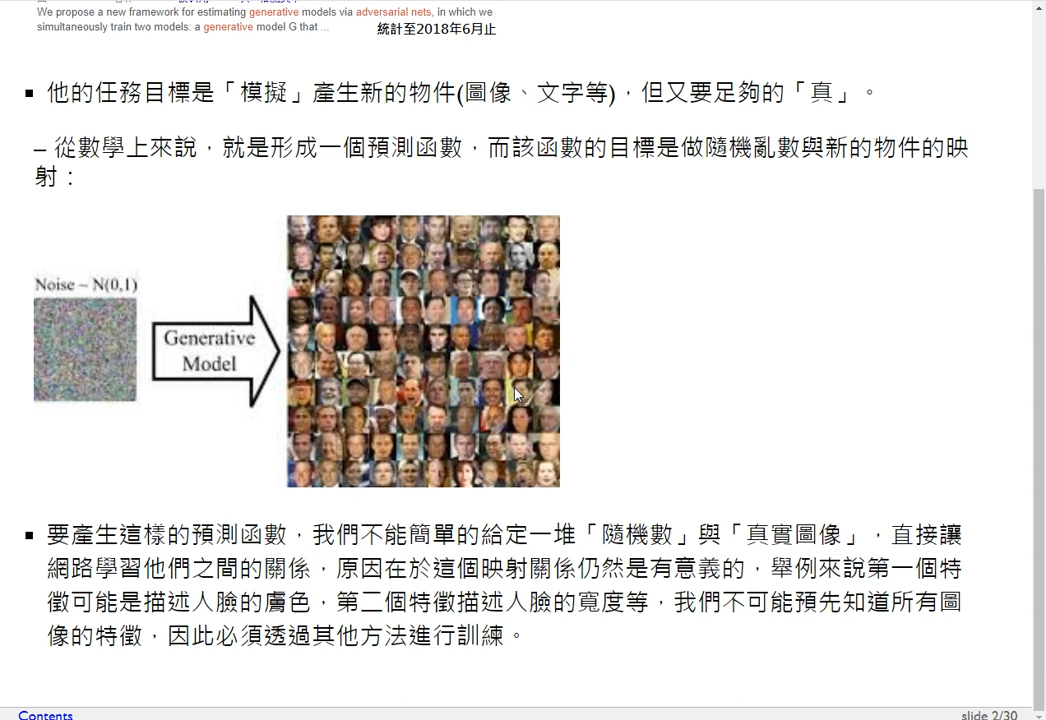 We propose a new framework for estimating generative models via adversarial nets, in which we
simultaneously train two models: a generative model G that ...
統計至2018年6月止
▪ 他的任務目標是「模擬」產生新的物件(圖像、文字等)，但又要足夠的「真」。
– 從數學上來說，就是形成一個預測函數，而該函數的目標是做隨機亂數與新的物件的映
射：
Noise ~ N(0,1)
Generative
Model
▪ 要產生這樣的預測函數，我們不能簡單的給定一堆「隨機數」與「真實圖像」，直接讓
網路學習他們之間的關係，原因在於這個映射關係仍然是有意義的，舉例來說第一個特
徵可能是描述人臉的膚色，第二個特徵描述人臉的寬度等，我們不可能預先知道所有圖
像的特徵，因此必須透過其他方法進行訓練。
Contents
slide 2/30